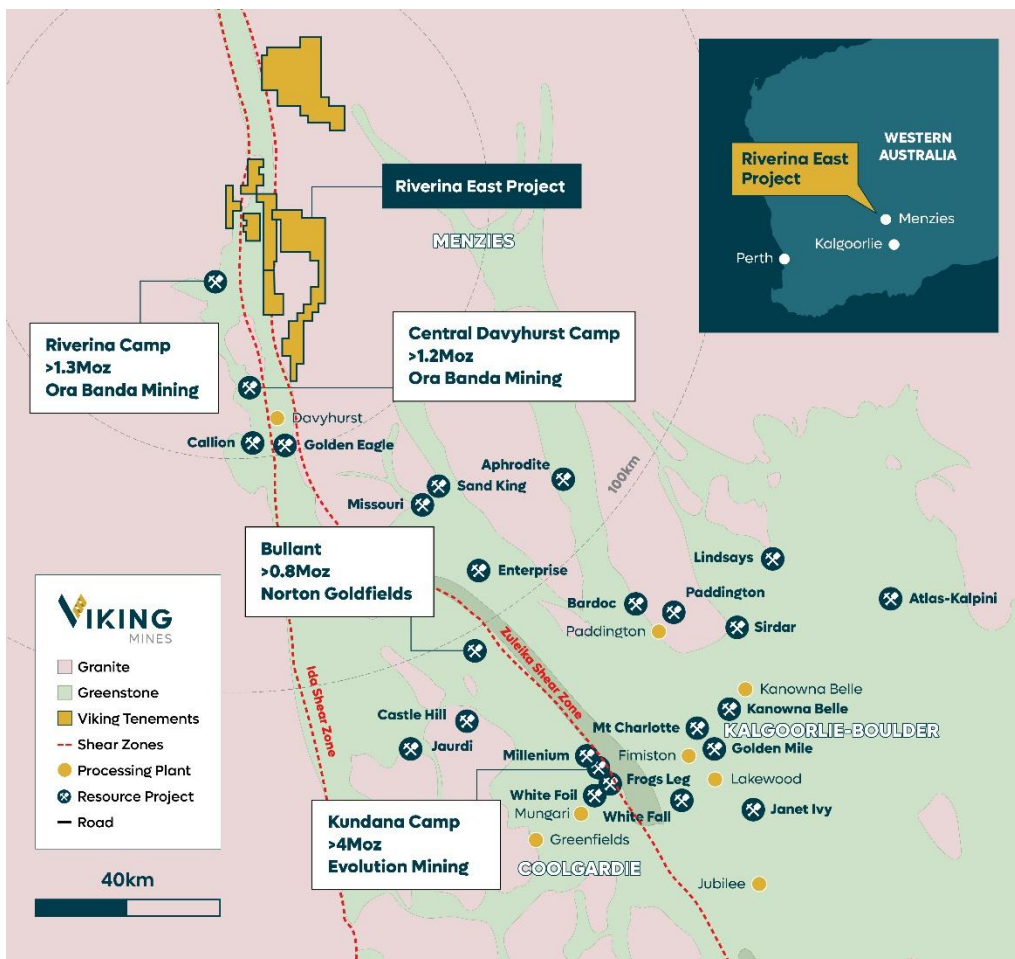 WESTERN
AUSTRALIA
Riverina East
Project
Menzies
Kalgoorlie
Perth
Riverina East Project
MENZIES
Riverina Camp
>1.3Moz
Ora Banda Mining
Central Davyhurst Camp
>1.2Moz
Ora Banda Mining
Davyhurst
Callion
Golden Eagle
Aphrodite
Sand King
Missouri
100km
Bullant
>0.8Moz
Norton Goldfields
Enterprise
Lindsays
Bardoc
Paddington
Paddington
Atlas-Kalpini
Sirdar
Zuleika Shear Zone
Ida Shear Zone
VIKING
MINES
Granite
Greenstone
Viking Tenements
Shear Zones
Processing Plant
Resource Project
Road
40km
Kanowna Belle
Kanowna Belle
Castle Hill
Mt Charlotte
KALGOORLIE-BOULDER
Jaurdi
Millenium
Fimiston
Golden Mile
Frogs Leg
Lakewood
White Foil
Mungari
White Fall
Janet Ivy
Kundana Camp
>4Moz
Evolution Mining
Greenfields
COOLGARDIE
Jubilee